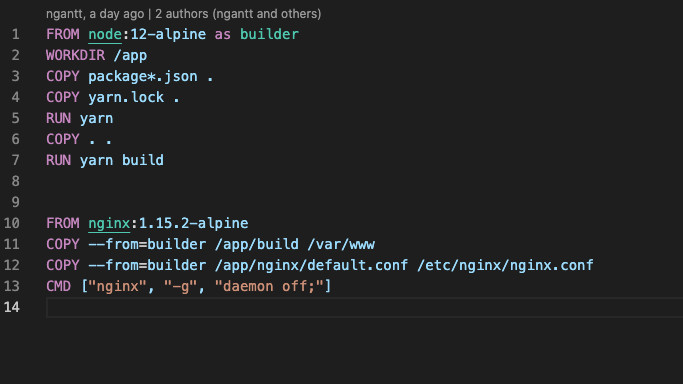 ngantt, a day ago | 2 authors (ngantt and others)
1 FROM node:12-alpine as builder
2 WORKDIR /app
3 COPY package*.json .
4 COPY yarn.lock .
5 RUN yarn
6 COPY . .
7 RUN yarn build
8
9
10 FROM nginx:1.15.2-alpine
11 COPY --from=builder /app/build /var/www
12 COPY --from=builder /app/nginx/default.conf /etc/nginx/nginx.conf
13 CMD ["nginx", "-g", "daemon off;"]
14